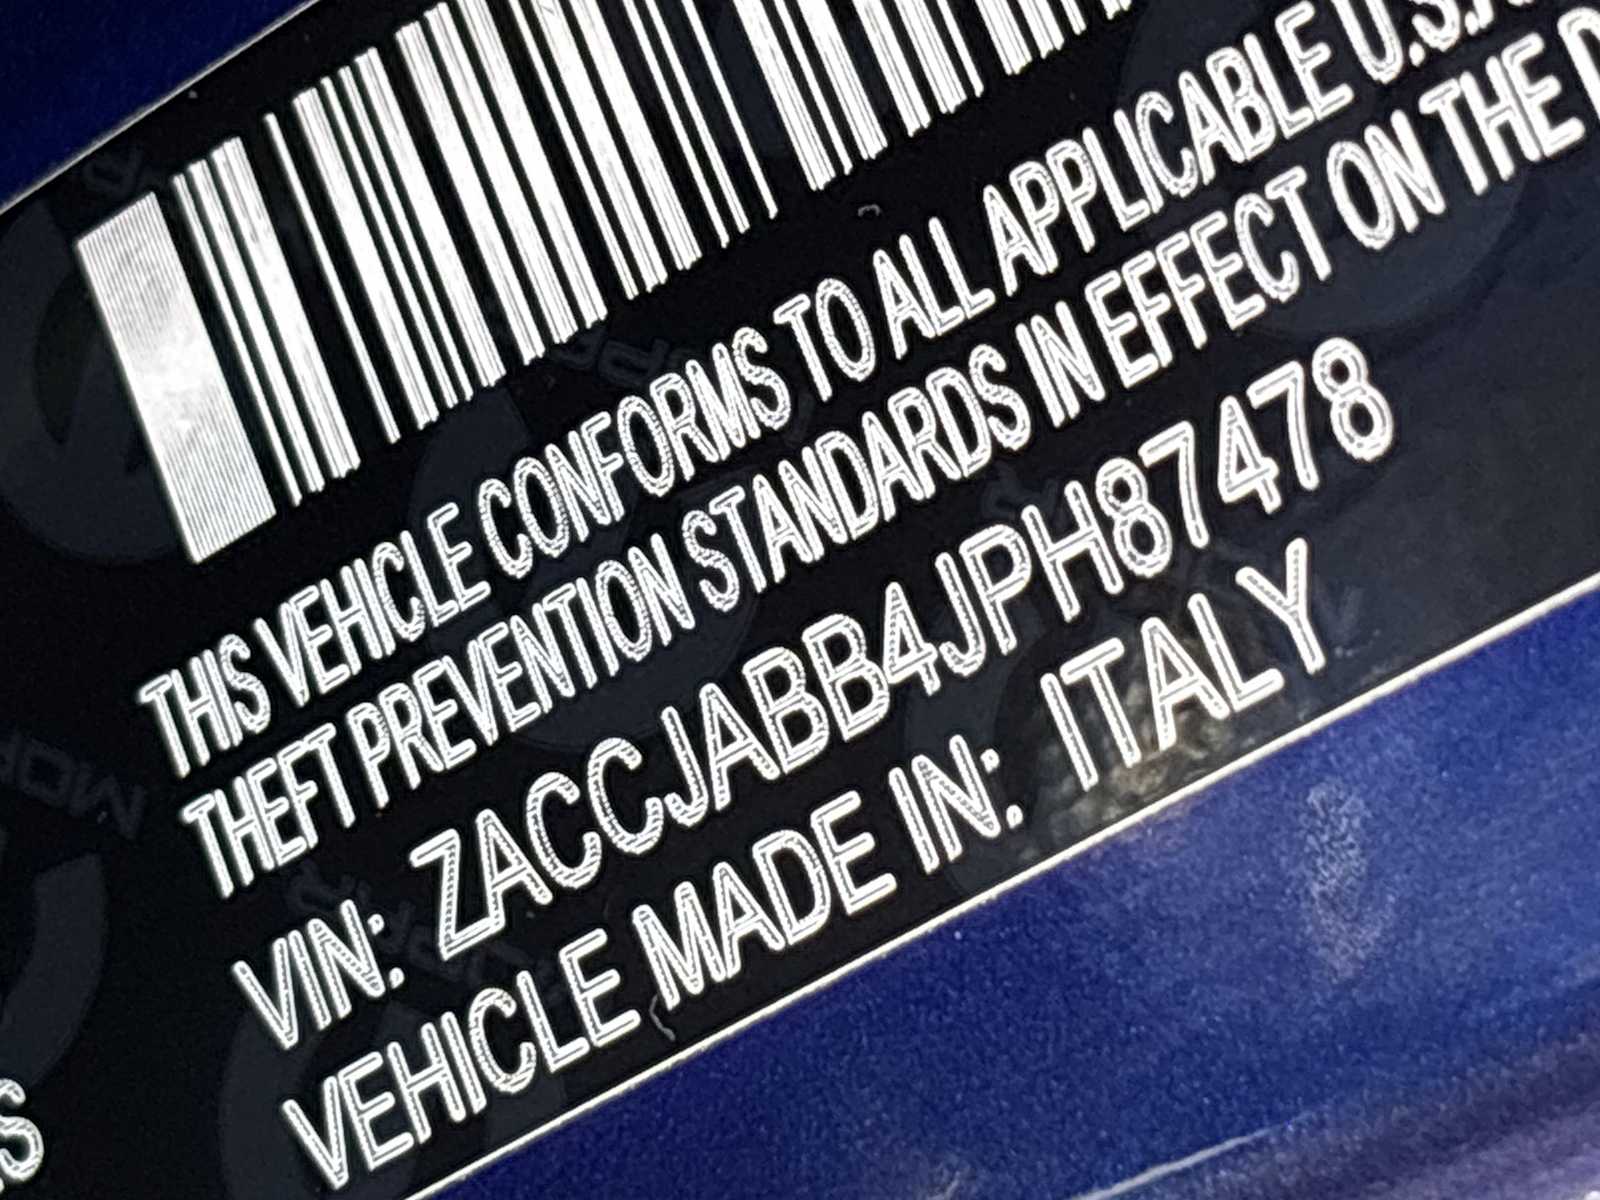 THIS VEHICLE CONFORMS TO ALL APPLICABLE U.S.A
THEFT PREVENTION STANDARDS IN EFFECT ON THE D
VIN: ZACCJABB4JPH87478
VEHICLE MADE IN: ITALY
S